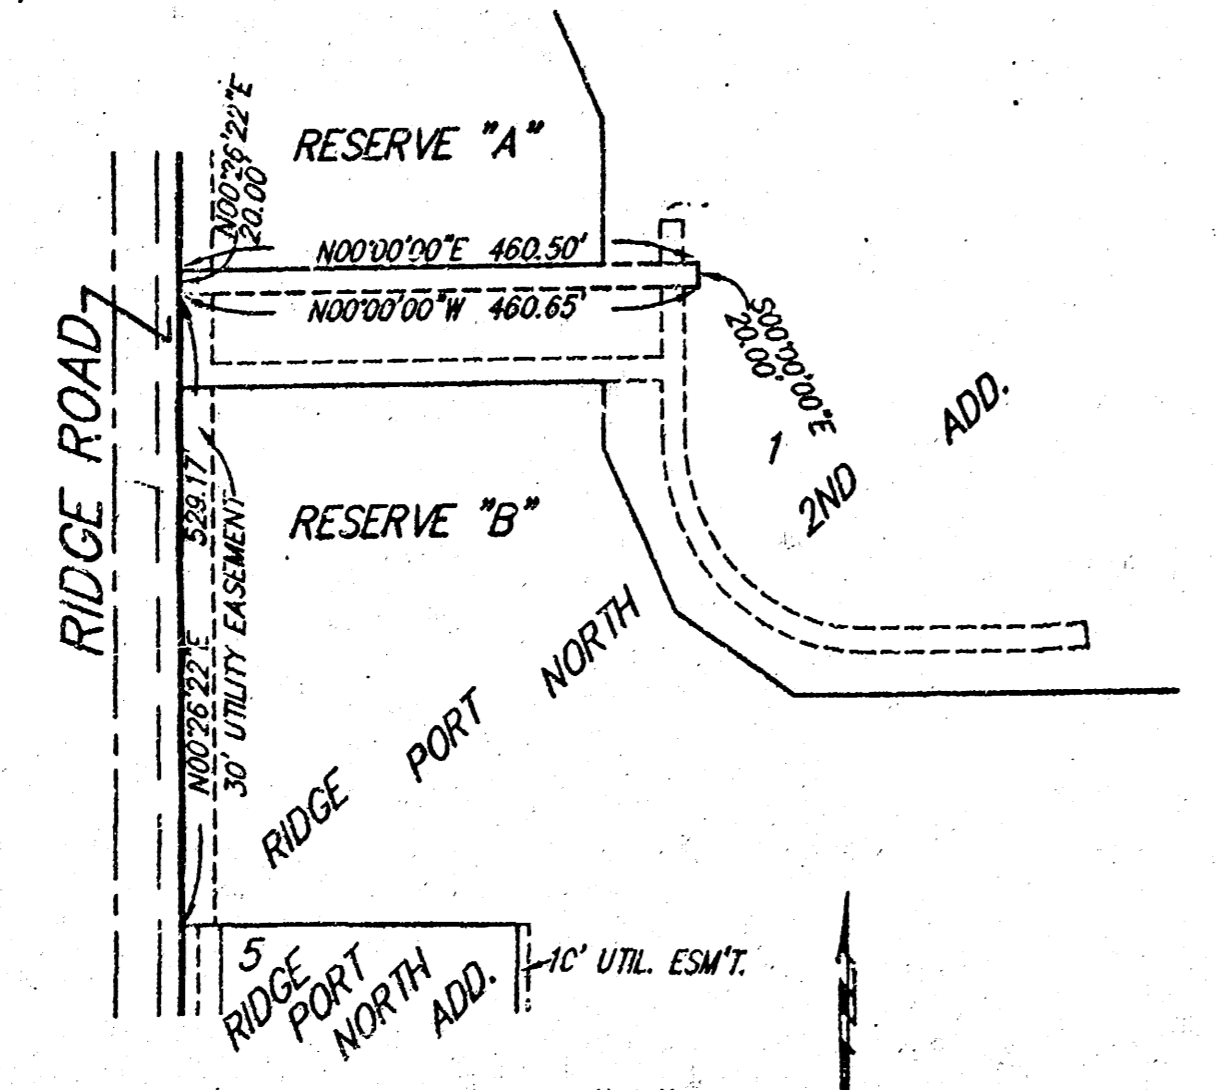 N00°26'22"E
20.00'
RESERVE "A"
N00°00'00"E 460.50'
N00°00'00"W 460.65'
S00°00'00"E
20.00'
RIDGE ROAD
1
2ND ADD.
N00°26'22"E 529.17'
30' UTILITY EASEMENT
RESERVE "B"
RIDGE PORT NORTH
5
RIDGE
PORT
NORTH
ADD.
10' UTIL. ESM'T.